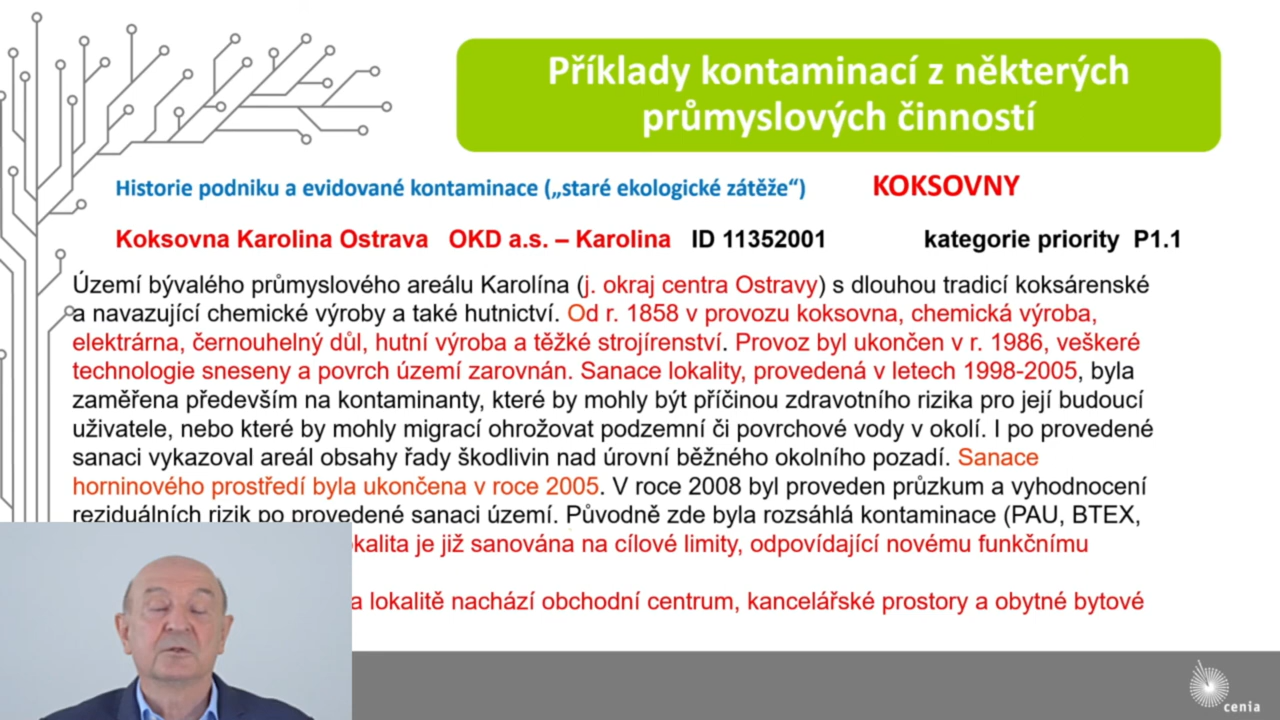 Příklady kontaminací z některých
průmyslových činností
Historie podniku a evidované kontaminace („staré ekologické zátěže“) KOKSOVNY
Koksovna Karolina Ostrava OKD a.s. – Karolina ID 11352001 kategorie priority P1.1
Území bývalého průmyslového areálu Karolína (j. okraj centra Ostravy) s dlouhou tradicí koksárenské
a navazující chemické výroby a také hutnictví. Od r. 1858 v provozu koksovna, chemická výroba,
elektrárna, černouhelný důl, hutní výroba a těžké strojírenství. Provoz byl ukončen v r. 1986, veškeré
technologie sneseny a povrch území zarovnán. Sanace lokality, provedená v letech 1998-2005, byla
zaměřena především na kontaminanty, které by mohly být příčinou zdravotního rizika pro její budoucí
uživatele, nebo které by mohly migrací ohrožovat podzemní či povrchové vody v okolí. I po provedené
sanaci vykazoval areál obsahy řady škodlivin nad úrovní běžného okolního pozadí. Sanace
horninového prostředí byla ukončena v roce 2005. V roce 2008 byl proveden průzkum a vyhodnocení
reziduálních rizik po provedené sanaci území. Původně zde byla rozsáhlá kontaminace (PAU, BTEX,
je již sanována na cílové limity, odpovídající novému funkčnímu
lokalitě nachází obchodní centrum, kancelářské prostory a obytné bytové
cenia